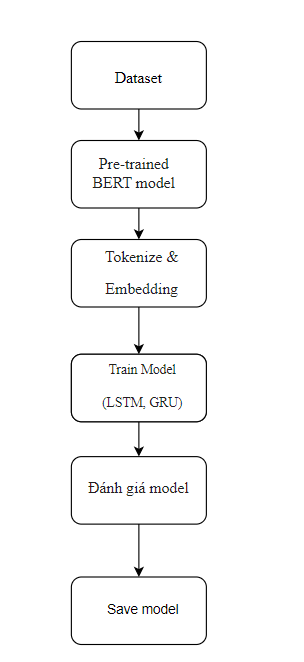 Dataset
Pre-trained
BERT model
Tokenize &
Embedding
Train Model
(LSTM, GRU)
Đánh giá model
Save model